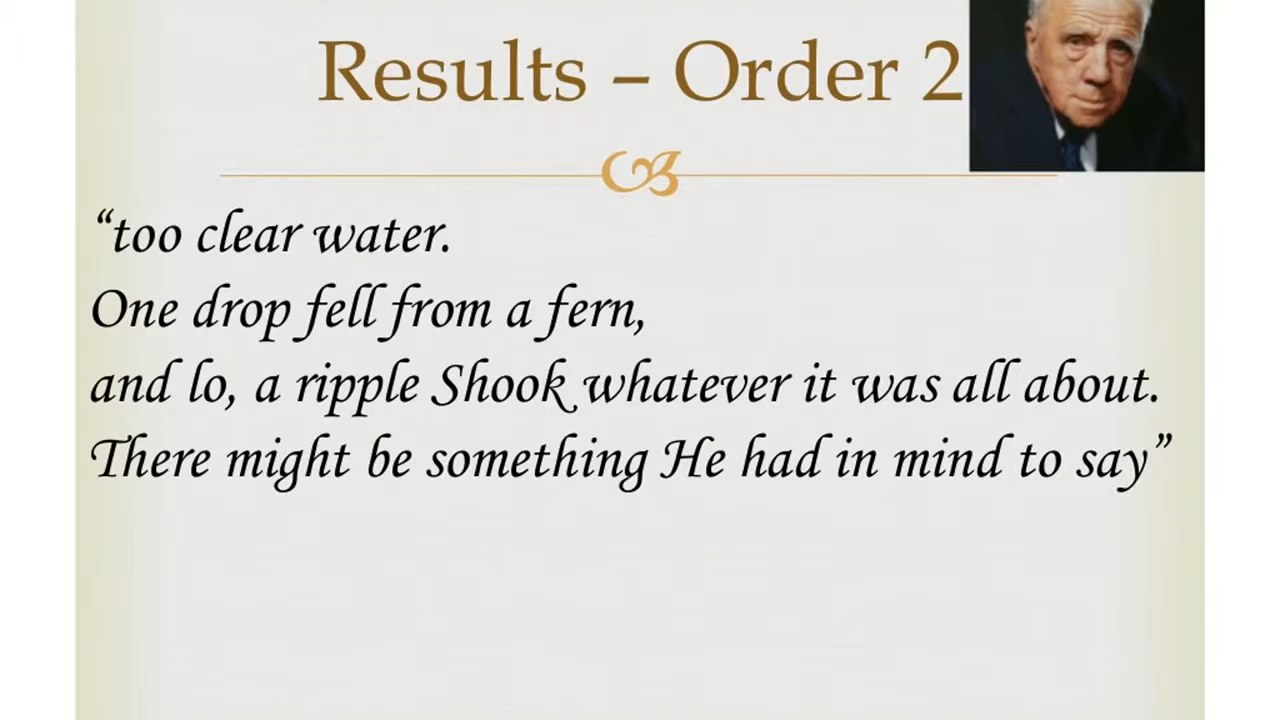 Results – Order 2
“too clear water.
One drop fell from a fern,
and lo, a ripple Shook whatever it was all about.
There might be something He had in mind to say”